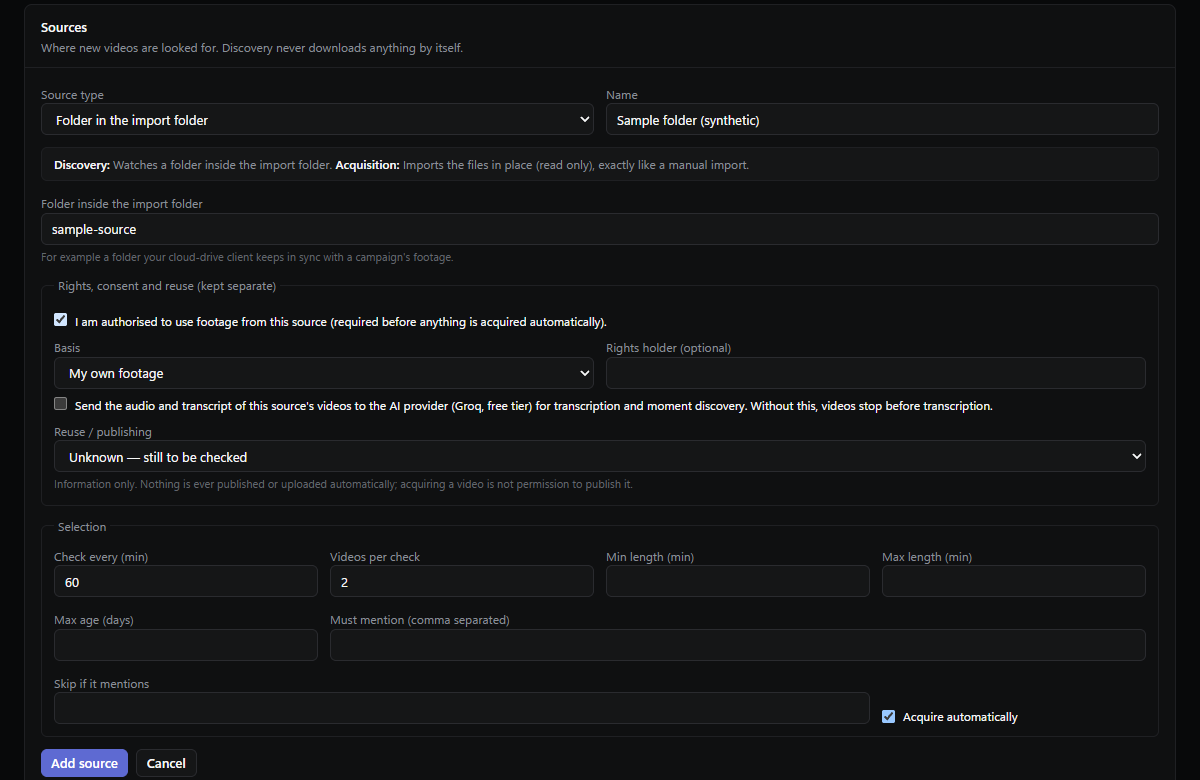 Sources
Where new videos are looked for. Discovery never downloads anything by itself.
Source type
Name
Folder in the import folder
Sample folder (synthetic)
Discovery: Watches a folder inside the import folder. Acquisition: Imports the files in place (read only), exactly like a manual import.
Folder inside the import folder
sample-source
For example a folder your cloud-drive client keeps in sync with a campaign's footage.
Rights, consent and reuse (kept separate)
I am authorised to use footage from this source (required before anything is acquired automatically).
Basis
Rights holder (optional)
My own footage
Send the audio and transcript of this source's videos to the AI provider (Groq, free tier) for transcription and moment discovery. Without this, videos stop before transcription.
Reuse / publishing
Unknown — still to be checked
Information only. Nothing is ever published or uploaded automatically; acquiring a video is not permission to publish it.
Selection
Check every (min)
Videos per check
Min length (min)
Max length (min)
60
2
Max age (days)
Must mention (comma separated)
Skip if it mentions
Acquire automatically
Add source
Cancel